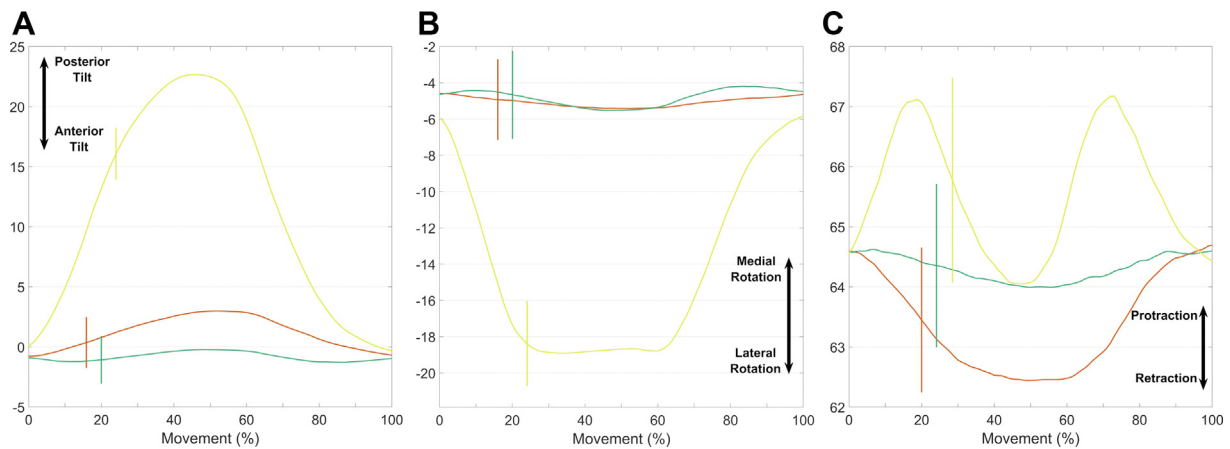 A
25
20
15
10
5
0
-5
Posterior
Tilt
Anterior
Tilt
0 20 40 60 80 100
Movement (%)
B
-2
-4
-6
-8
-10
-12
-14
-16
-18
-20
Medial
Rotation
Lateral
Rotation
0 20 40 60 80 100
Movement (%)
C
68
67
66
65
64
63
62
Protraction
Retraction
0 20 40 60 80 100
Movement (%)